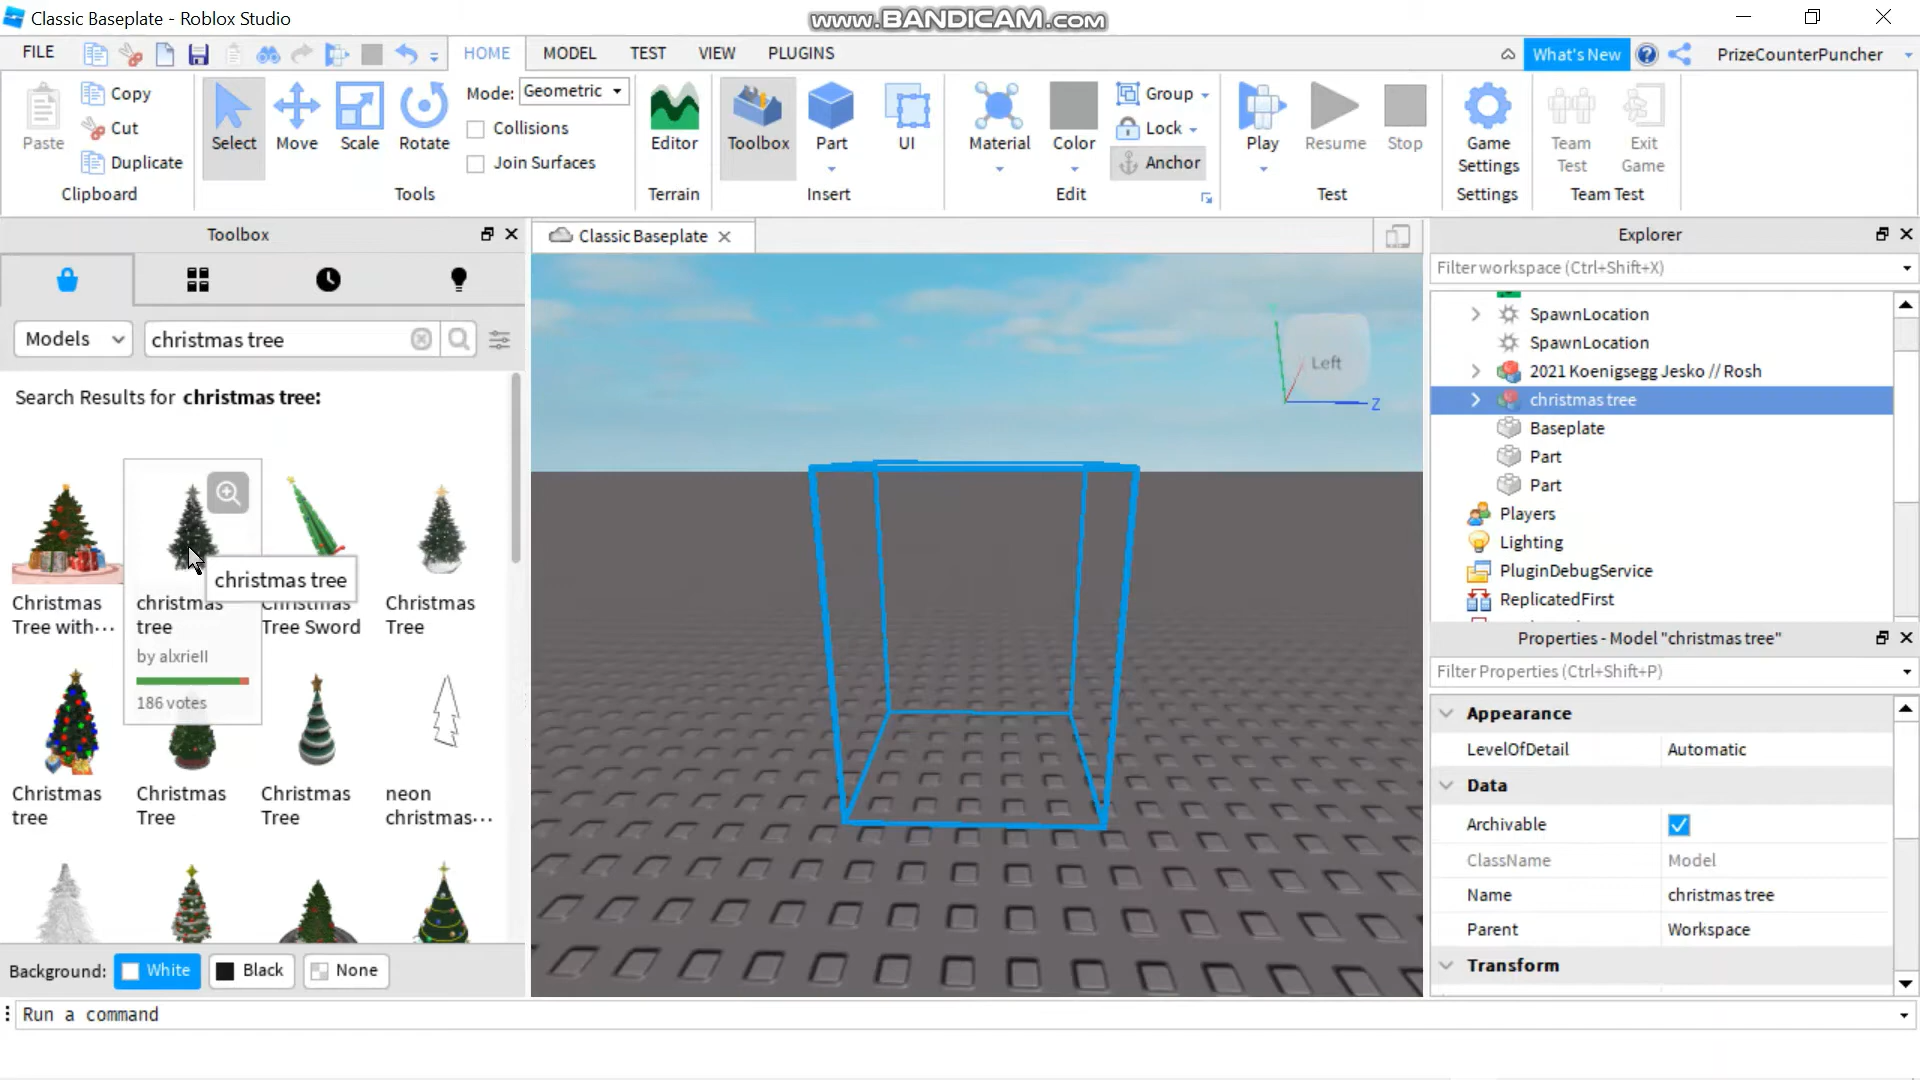 Classic Baseplate - Roblox Studio
www.BANDICAM.com
FILE
HOME
MODEL
TEST
VIEW
PLUGINS
What's New
PrizeCounterPuncher
Paste
Copy
Cut
Duplicate
Clipboard
Select
Move
Scale
Rotate
Mode: Geometric
Collisions
Join Surfaces
Tools
Editor
Terrain
Toolbox
Part
UI
Insert
Material
Color
Group
Lock
Anchor
Edit
Play
Resume
Stop
Test
Game
Settings
Settings
Team
Test
Exit
Game
Team Test
Toolbox
Models
christmas tree
Search Results for christmas tree:
Christmas
Tree with...
christmas
tree
by alxriell
186 votes
christmas tree
Christmas
Tree Sword
Christmas
Tree
Christmas
tree
Christmas
Tree
Christmas
Tree
neon
christmas...
Background:
White
Black
None
Classic Baseplate
Left
Z
Explorer
Filter workspace (Ctrl+Shift+X)
SpawnLocation
SpawnLocation
2021 Koenigsegg Jesko // Rosh
christmas tree
Baseplate
Part
Part
Players
Lighting
PluginDebugService
ReplicatedFirst
Properties - Model "christmas tree"
Filter Properties (Ctrl+Shift+P)
Appearance
LevelOfDetail Automatic
Data
Archivable
ClassName Model
Name christmas tree
Parent Workspace
Transform
Run a command